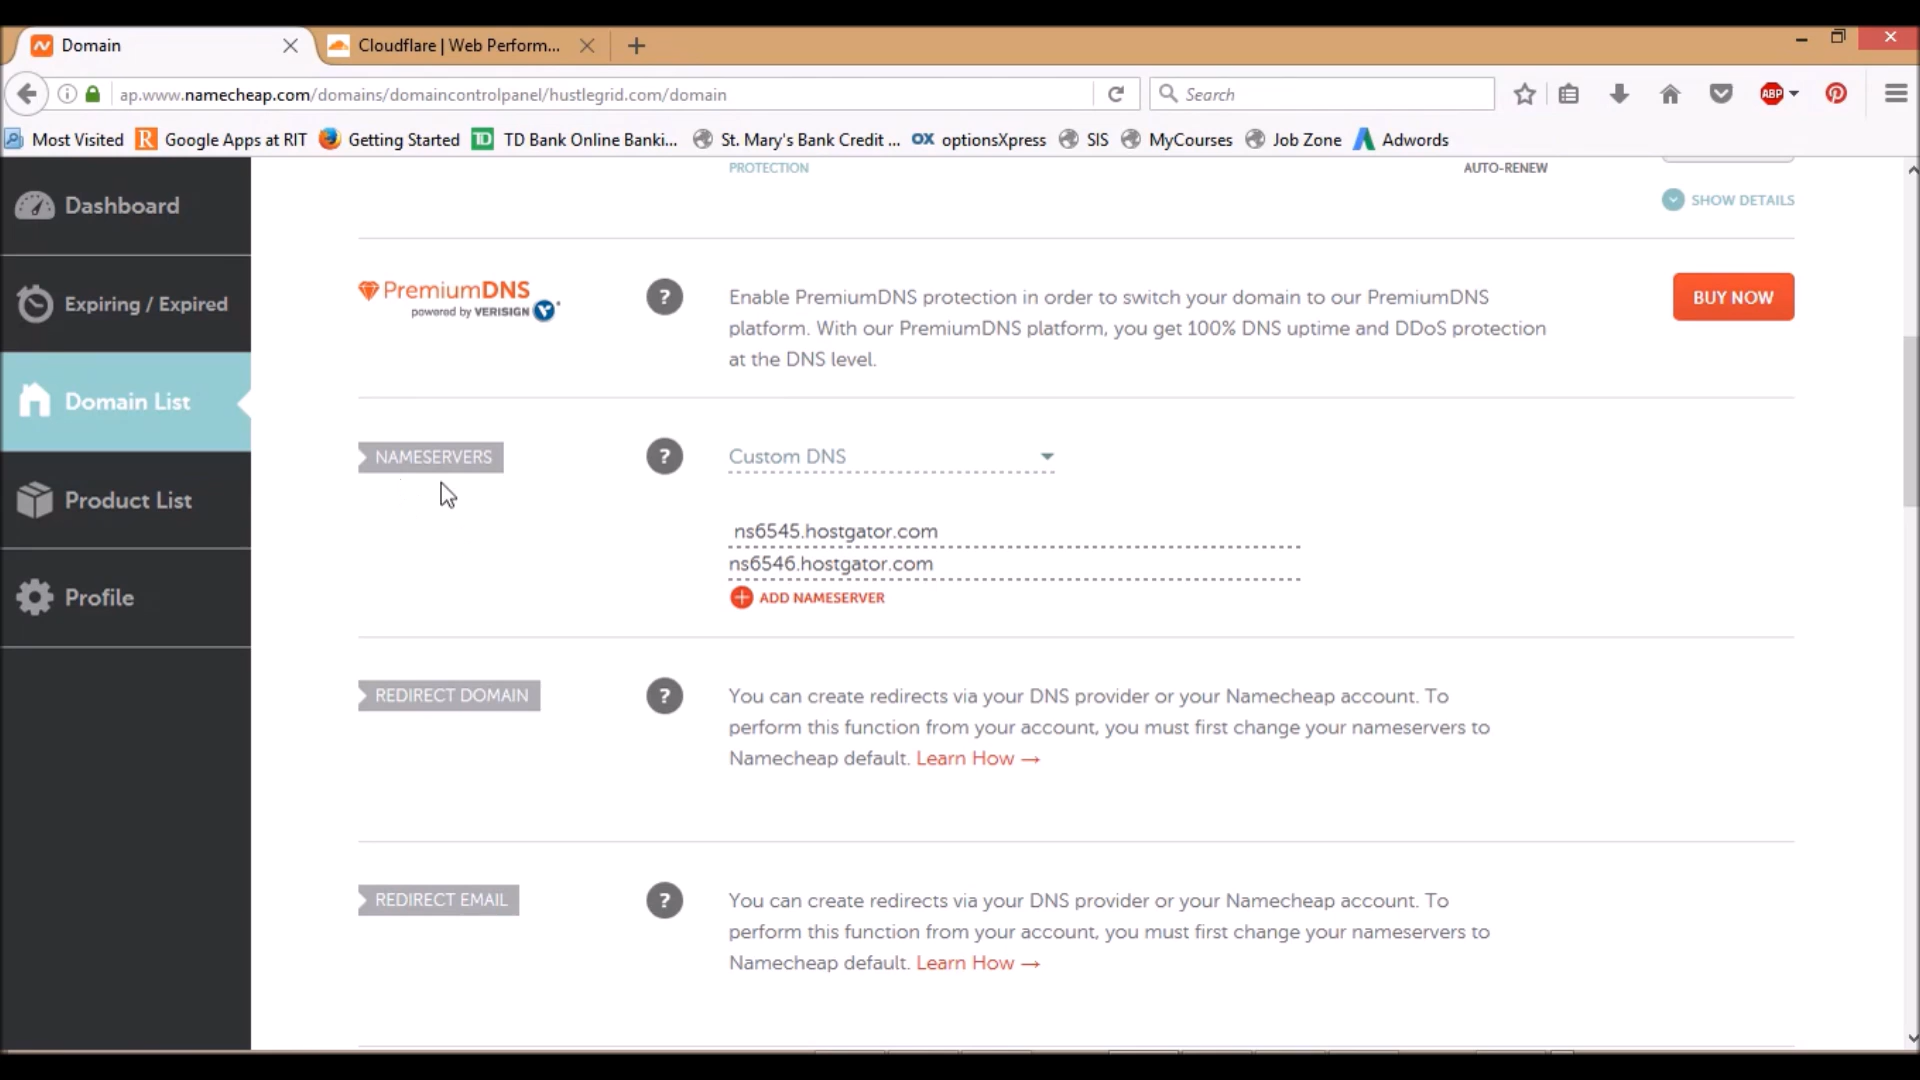 Domain
Cloudflare | Web Perform...
ap.www.namecheap.com/domains/domaincontrolpanel/hustlegrid.com/domain
Search
ABP
Most Visited
R Google Apps at RIT
Getting Started
TD TD Bank Online Banki...
St. Mary's Bank Credit ...
OX optionsXpress
SIS
MyCourses
Job Zone
Adwords
Dashboard
Expiring / Expired
Domain List
Product List
Profile
PROTECTION
AUTO-RENEW
SHOW DETAILS
PremiumDNS
powered by VERISIGN
?
Enable PremiumDNS protection in order to switch your domain to our PremiumDNS
platform. With our PremiumDNS platform, you get 100% DNS uptime and DDoS protection
at the DNS level.
BUY NOW
NAMESERVERS
?
Custom DNS
ns6545.hostgator.com
ns6546.hostgator.com
ADD NAMESERVER
REDIRECT DOMAIN
?
You can create redirects via your DNS provider or your Namecheap account. To
perform this function from your account, you must first change your nameservers to
Namecheap default. Learn How →
REDIRECT EMAIL
?
You can create redirects via your DNS provider or your Namecheap account. To
perform this function from your account, you must first change your nameservers to
Namecheap default. Learn How →